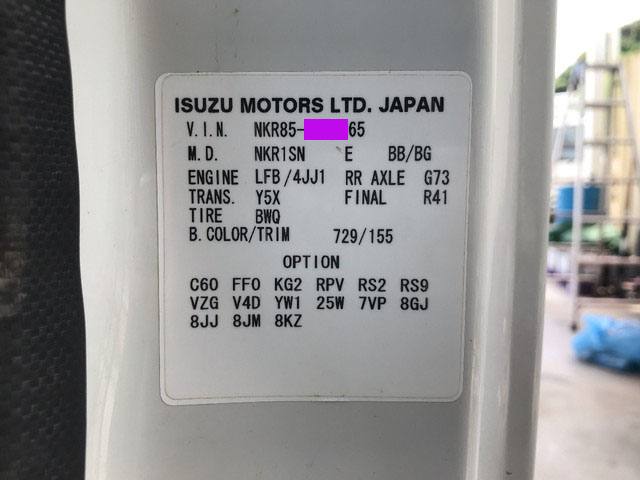 ISUZU MOTORS LTD. JAPAN
V.I.N. NKR85- 65
M.D. NKR1SN E BB/BG
ENGINE LFB/4JJ1 RR AXLE G73
TRANS. Y5X FINAL R41
TIRE BWQ
B.COLOR/TRIM 729/155
OPTION
C60 FF0 KG2 RPV RS2 RS9
VZG V4D YW1 25W 7VP 8GJ
8JJ 8JM 8KZ